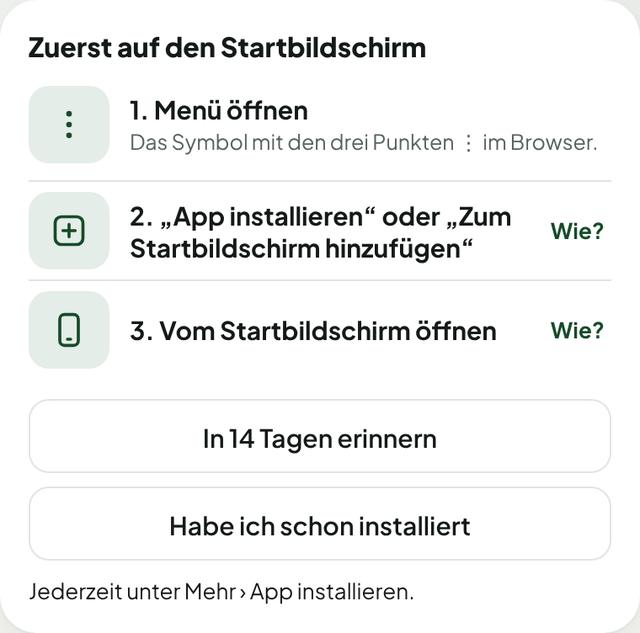 Zuerst auf den Startbildschirm
1. Menü öffnen
Das Symbol mit den drei Punkten ⋮ im Browser.
2. „App installieren“ oder „Zum
Startbildschirm hinzufügen“
Wie?
3. Vom Startbildschirm öffnen
Wie?
In 14 Tagen erinnern
Habe ich schon installiert
Jederzeit unter Mehr › App installieren.